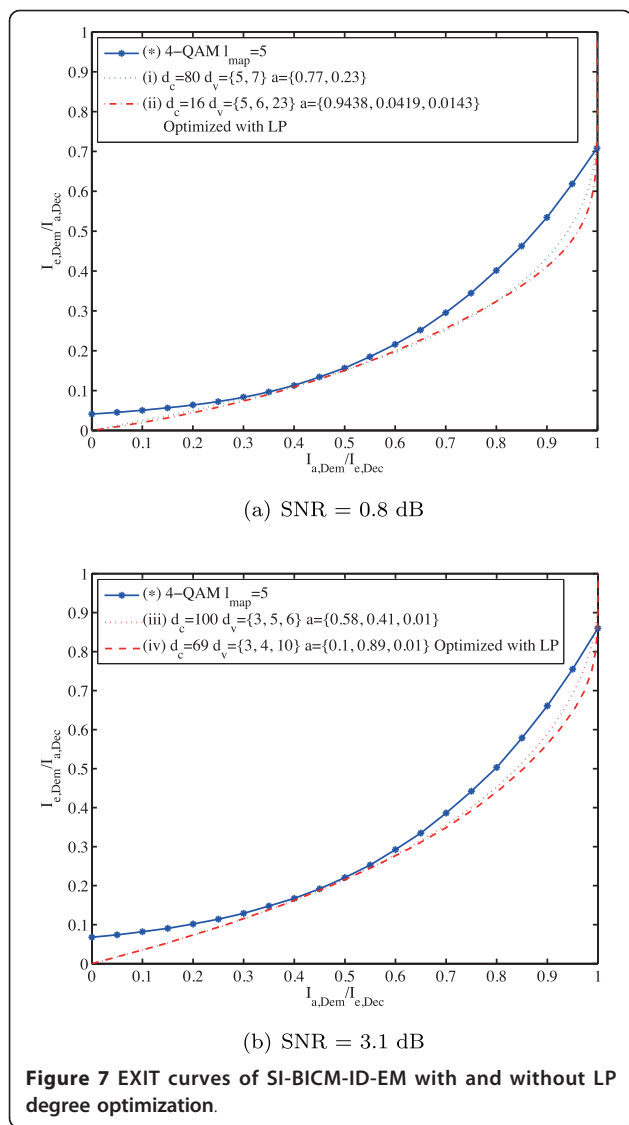 (*) 4−QAM l_map=5
(i) d_c=80 d_v={5, 7} a={0.77, 0.23}
(ii) d_c=16 d_v={5, 6, 23} a={0.9438, 0.0419, 0.0143}
Optimized with LP
1
0.9
0.8
0.7
0.6
0.5
0.4
0.3
0.2
0.1
0
I_e,Dem/I_a,Dec
0 0.1 0.2 0.3 0.4 0.5 0.6 0.7 0.8 0.9 1
I_a,Dem/I_e,Dec
(a) SNR = 0.8 dB
(*) 4−QAM l_map=5
(iii) d_c=100 d_v={3, 5, 6} a={0.58, 0.41, 0.01}
(iv) d_c=69 d_v={3, 4, 10} a={0.1, 0.89, 0.01} Optimized with LP
1
0.9
0.8
0.7
0.6
0.5
0.4
0.3
0.2
0.1
0
I_e,Dem/I_a,Dec
0 0.1 0.2 0.3 0.4 0.5 0.6 0.7 0.8 0.9 1
I_a,Dem/I_e,Dec
(b) SNR = 3.1 dB
Figure 7 EXIT curves of SI-BICM-ID-EM with and without LP
degree optimization.